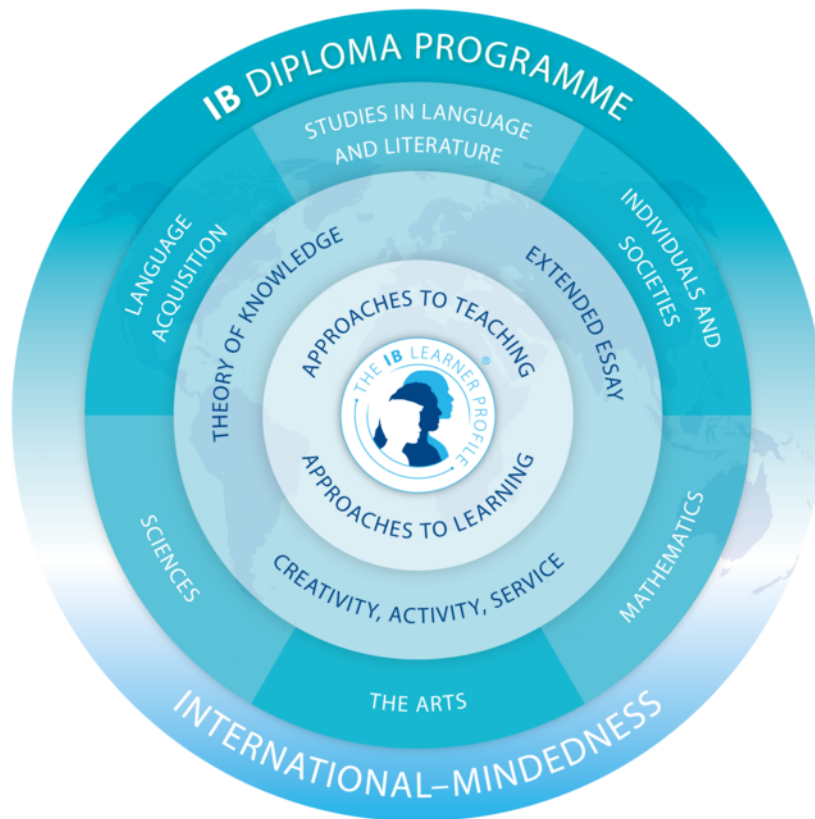 IB DIPLOMA PROGRAMME
STUDIES IN LANGUAGE
AND LITERATURE
LANGUAGE
ACQUISITION
INDIVIDUALS AND
SOCIETIES
THEORY OF KNOWLEDGE
EXTENDED ESSAY
APPROACHES TO TEACHING
THE IB LEARNER PROFILE ®
APPROACHES TO LEARNING
CREATIVITY, ACTIVITY, SERVICE
SCIENCES
MATHEMATICS
THE ARTS
INTERNATIONAL–MINDEDNESS